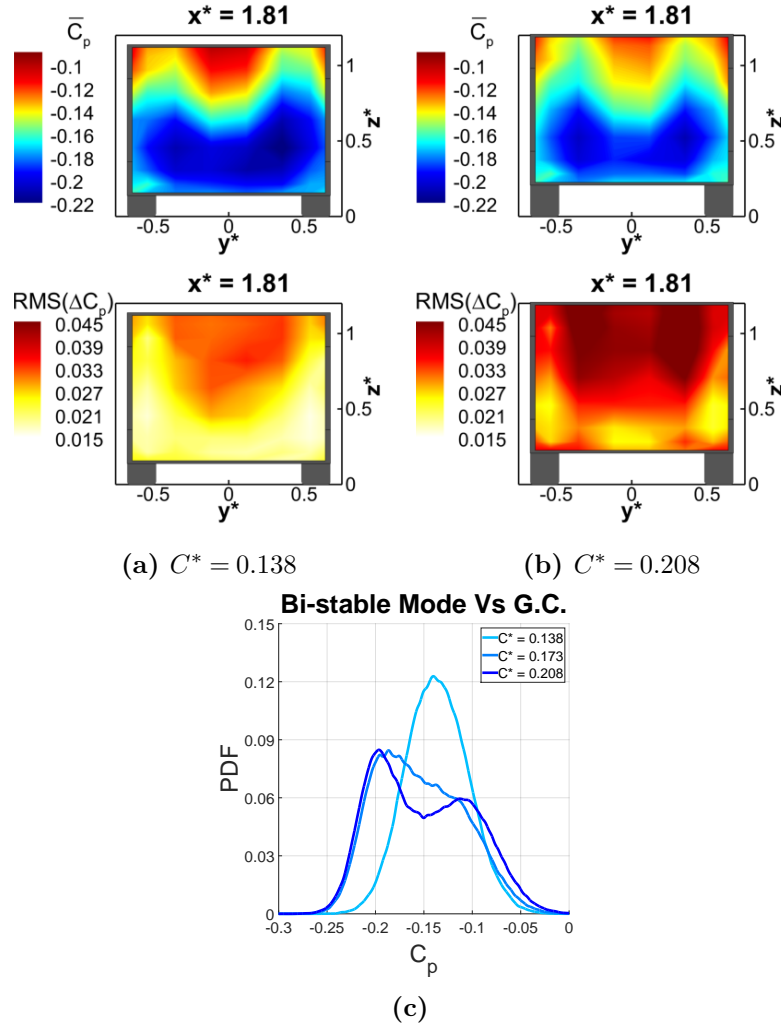 x* = 1.81
C̅p
-0.1
-0.12
-0.14
-0.16
-0.18
-0.2
-0.22
1
0.5
0
z*
-0.5 0 0.5
y*
x* = 1.81
C̅p
-0.1
-0.12
-0.14
-0.16
-0.18
-0.2
-0.22
1
0.5
0
z*
-0.5 0 0.5
y*
x* = 1.81
RMS(ΔCp)
0.045
0.039
0.033
0.027
0.021
0.015
1
0.5
0
z*
-0.5 0 0.5
y*
x* = 1.81
RMS(ΔCp)
0.045
0.039
0.033
0.027
0.021
0.015
1
0.5
0
z*
-0.5 0 0.5
y*
(a) C* = 0.138
(b) C* = 0.208
Bi-stable Mode Vs G.C.
C* = 0.138
C* = 0.173
C* = 0.208
0.15
0.12
0.09
0.06
0.03
0
PDF
-0.3 -0.25 -0.2 -0.15 -0.1 -0.05 0
Cp
(c)